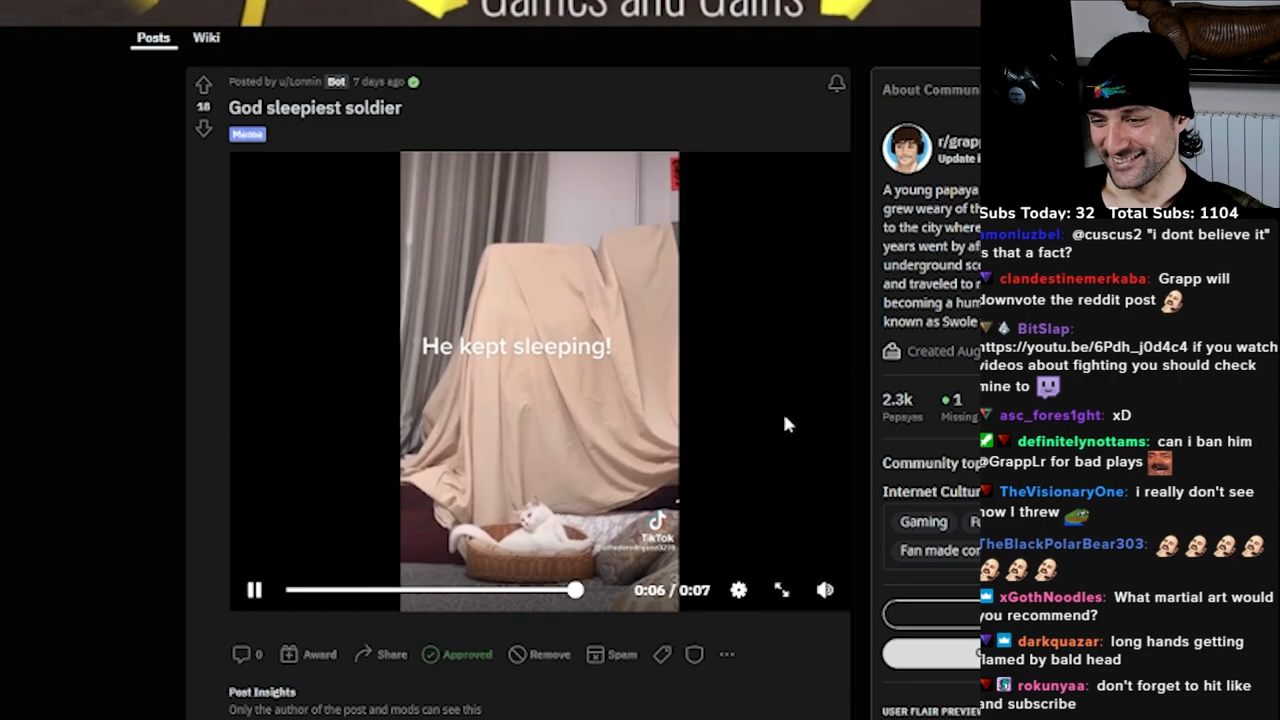 Games and Gains
Posts Wiki
Posted by u/Lonnin Bot 7 days ago
18
God sleepiest soldier
Meme
He kept sleeping!
TikTok
0:06 / 0:07
0 Award Share Approved Remove Spam
Post Insights
Only the author of the post and mods can see this
About Commun
r/grap
Update i
A young papaya
grew weary of th
to the city where
years went by af
underground sc
and traveled to
becoming a hum
known as Swole
Created Aug
2.3k 1
Papayas Missing
Community top
Internet Cultur
Gaming
Fan made co
USER FLAIR PREVIE
Subs Today: 32 Total Subs: 1104
amonluzbel: @cuscus2 "i dont believe it"
is that a fact?
clandestinemerkaba: Grapp will
downvote the reddit post
BitSlap:
https://youtu.be/6Pdh_j0d4c4 if you watch
videos about fighting you should check
mine to
asc_fores1ght: xD
definitelynottams: can i ban him
@GrappLr for bad plays
TheVisionaryOne: i really don't see
how I threw
TheBlackPolarBear303:
xGothNoodles: What martial art would
you recommend?
darkquazar: long hands getting
flamed by bald head
rokunyaa: don't forget to hit like
and subscribe